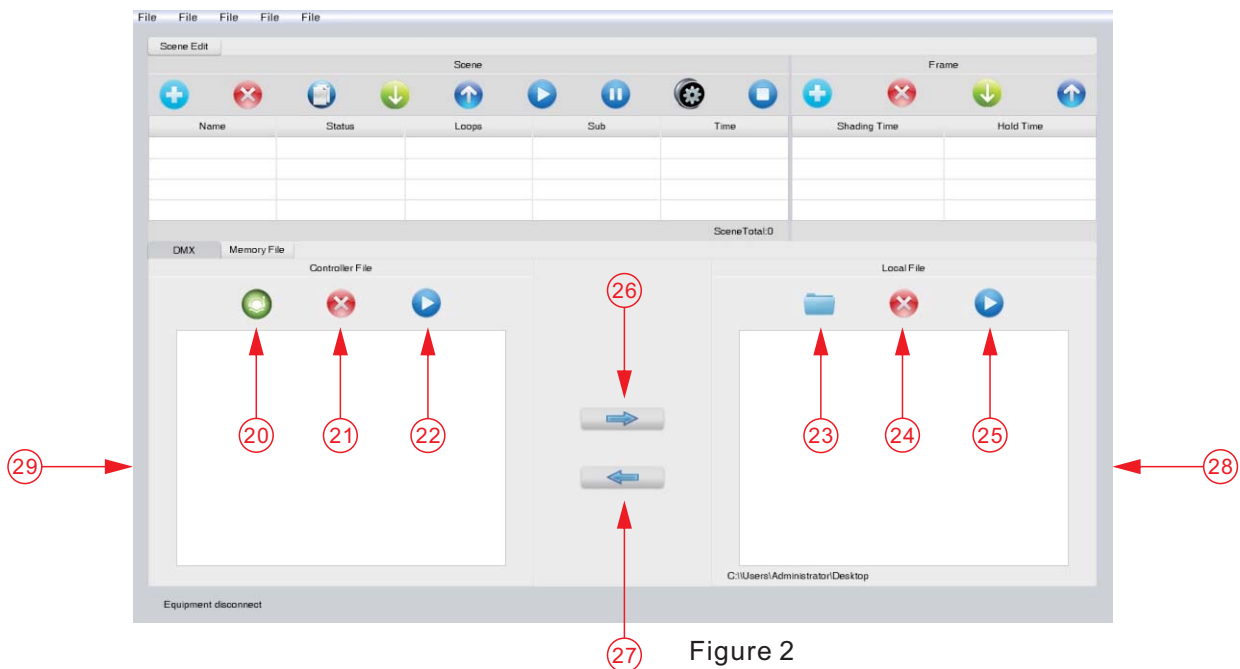 File File File File File
Scene Edit
Scene Frame
Name Status Loops Sub Time Shading Time Hold Time
SceneTotal:0
DMX Memory File
Controller File Local File
26
20 21 22 23 24 25
29 28
C:\\Users\Administrator\Desktop
Equipment disconnect
27 Figure 2